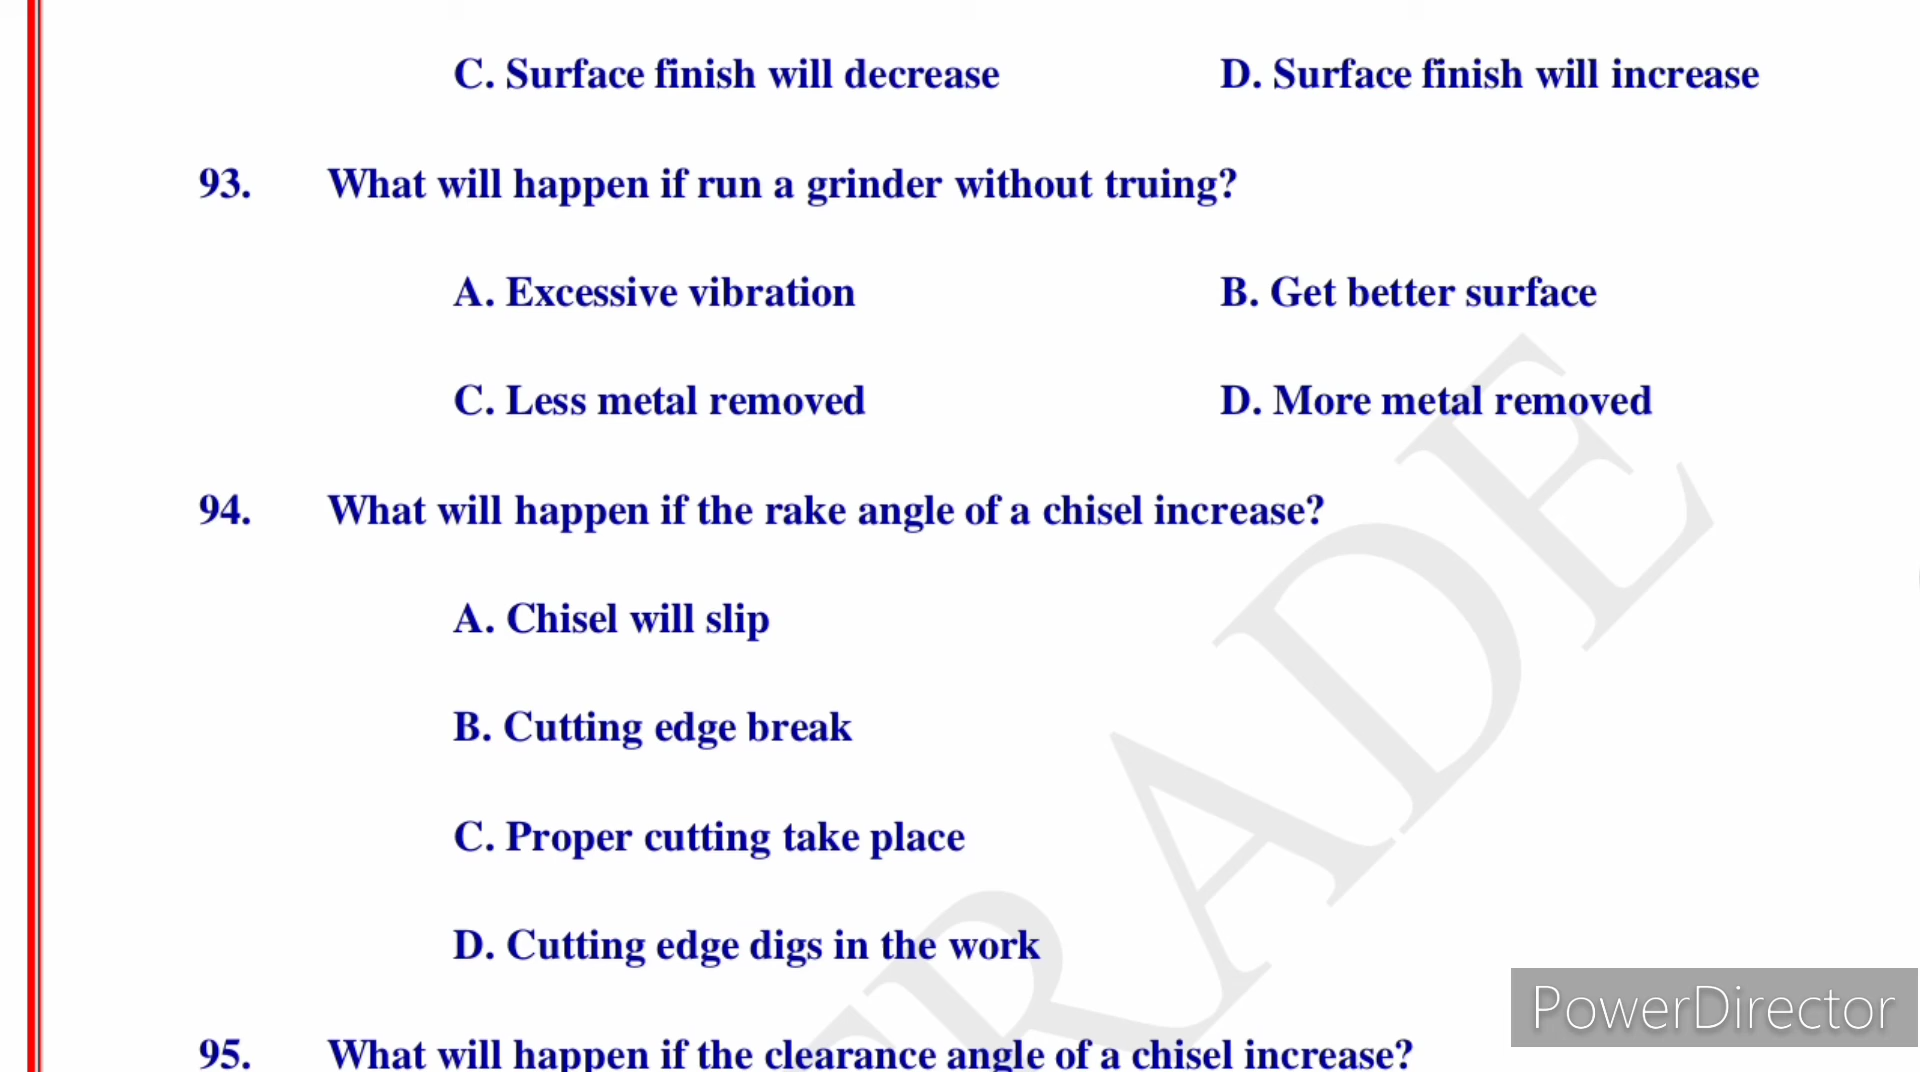 C. Surface finish will decrease D. Surface finish will increase
93. What will happen if run a grinder without truing?
A. Excessive vibration B. Get better surface
C. Less metal removed D. More metal removed
94. What will happen if the rake angle of a chisel increase?
A. Chisel will slip
B. Cutting edge break
C. Proper cutting take place
D. Cutting edge digs in the work
95. What will happen if the clearance angle of a chisel increase?
TRADE
PowerDirector